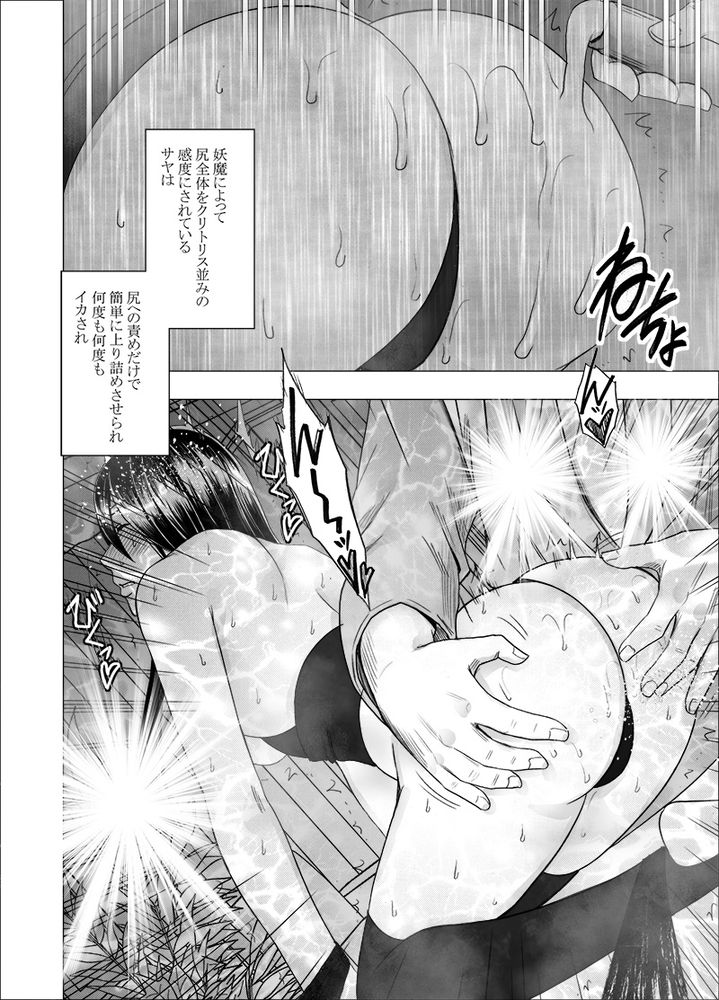 妖魔によって
尻全体をクリトリス並みの
感度にされている
サヤは
尻への責めだけで
簡単に上り詰めさせられ
何度も何度も
イカされ
ねちょ
びくっ
びくっ